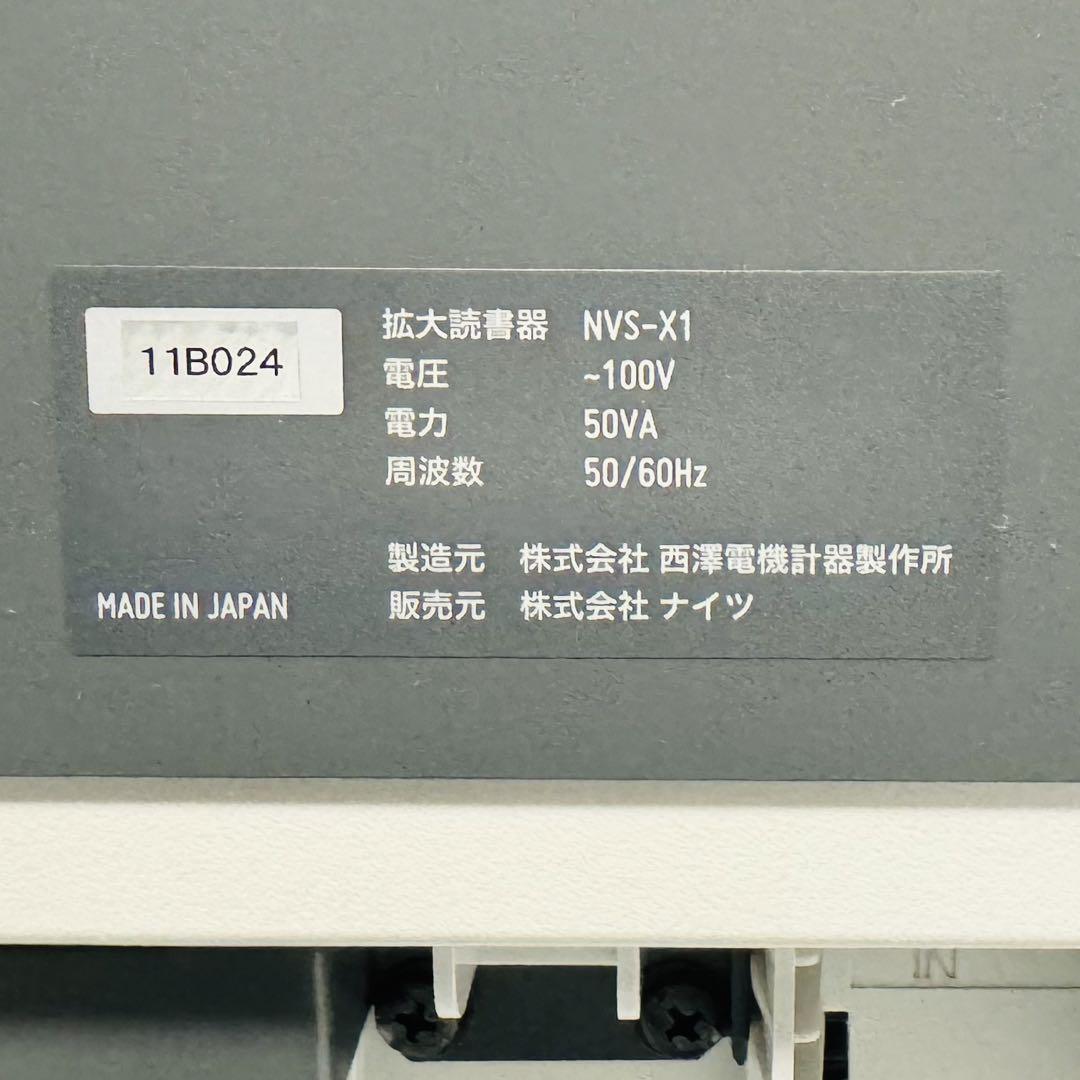 11B024
拡大読書器 NVS-X1
電圧 ~100V
電力 50VA
周波数 50/60Hz
製造元 株式会社 西澤電機計器製作所
MADE IN JAPAN
販売元 株式会社 ナイツ
IN